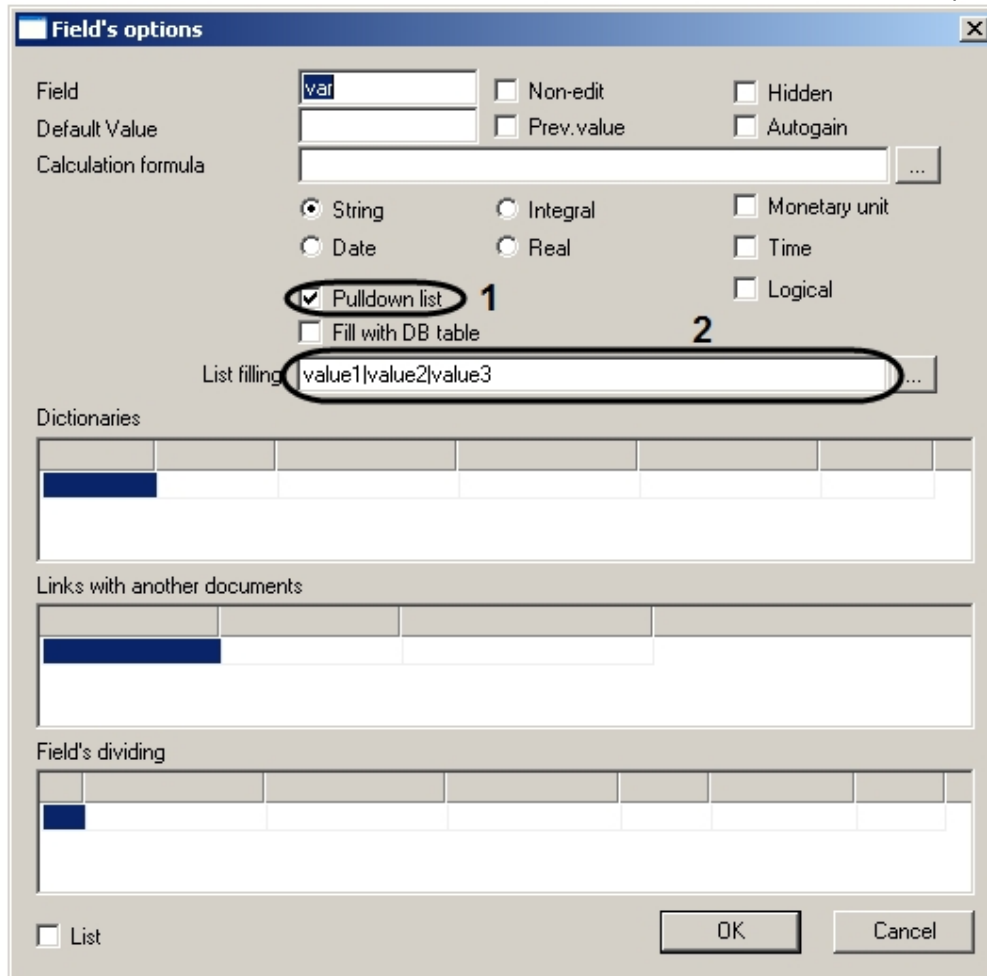 Field's options
Field var Non-edit Hidden
Default Value Prev.value Autogain
Calculation formula ...
String Integral Monetary unit
Date Real Time
Pulldown list 1 Logical
Fill with DB table 2
List filling value1|value2|value3 ...
Dictionaries
Links with another documents
Field's dividing
List OK Cancel